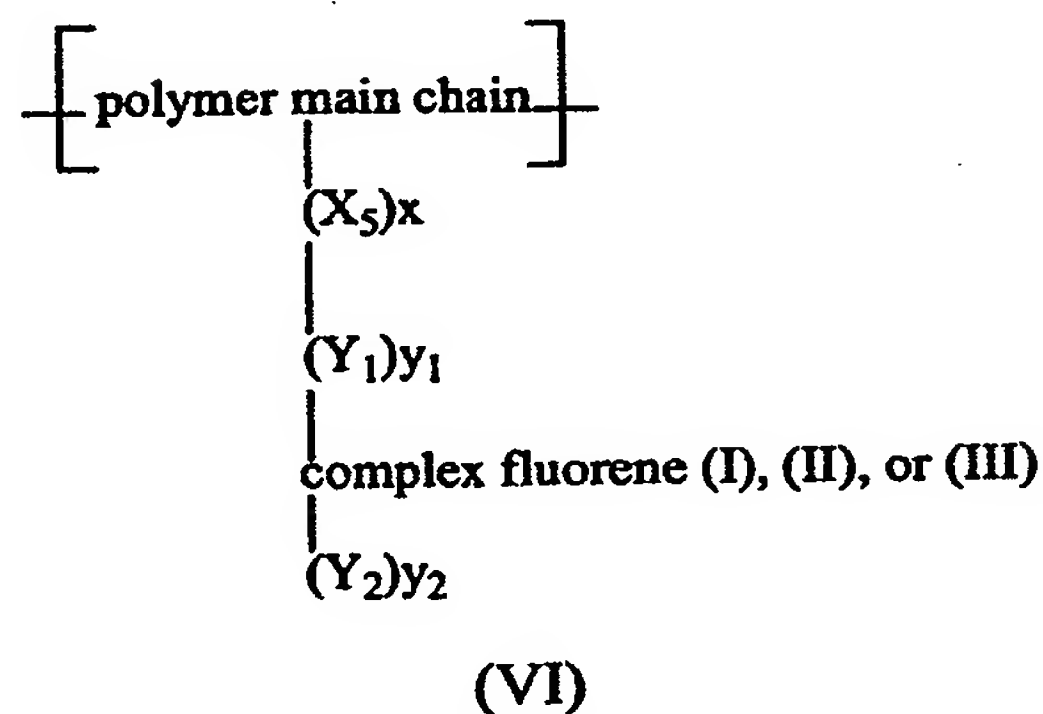 polymer main chain
(X₅)x
(Y₁)y₁
complex fluorene (I), (II), or (III)
(Y₂)y₂
(VI)